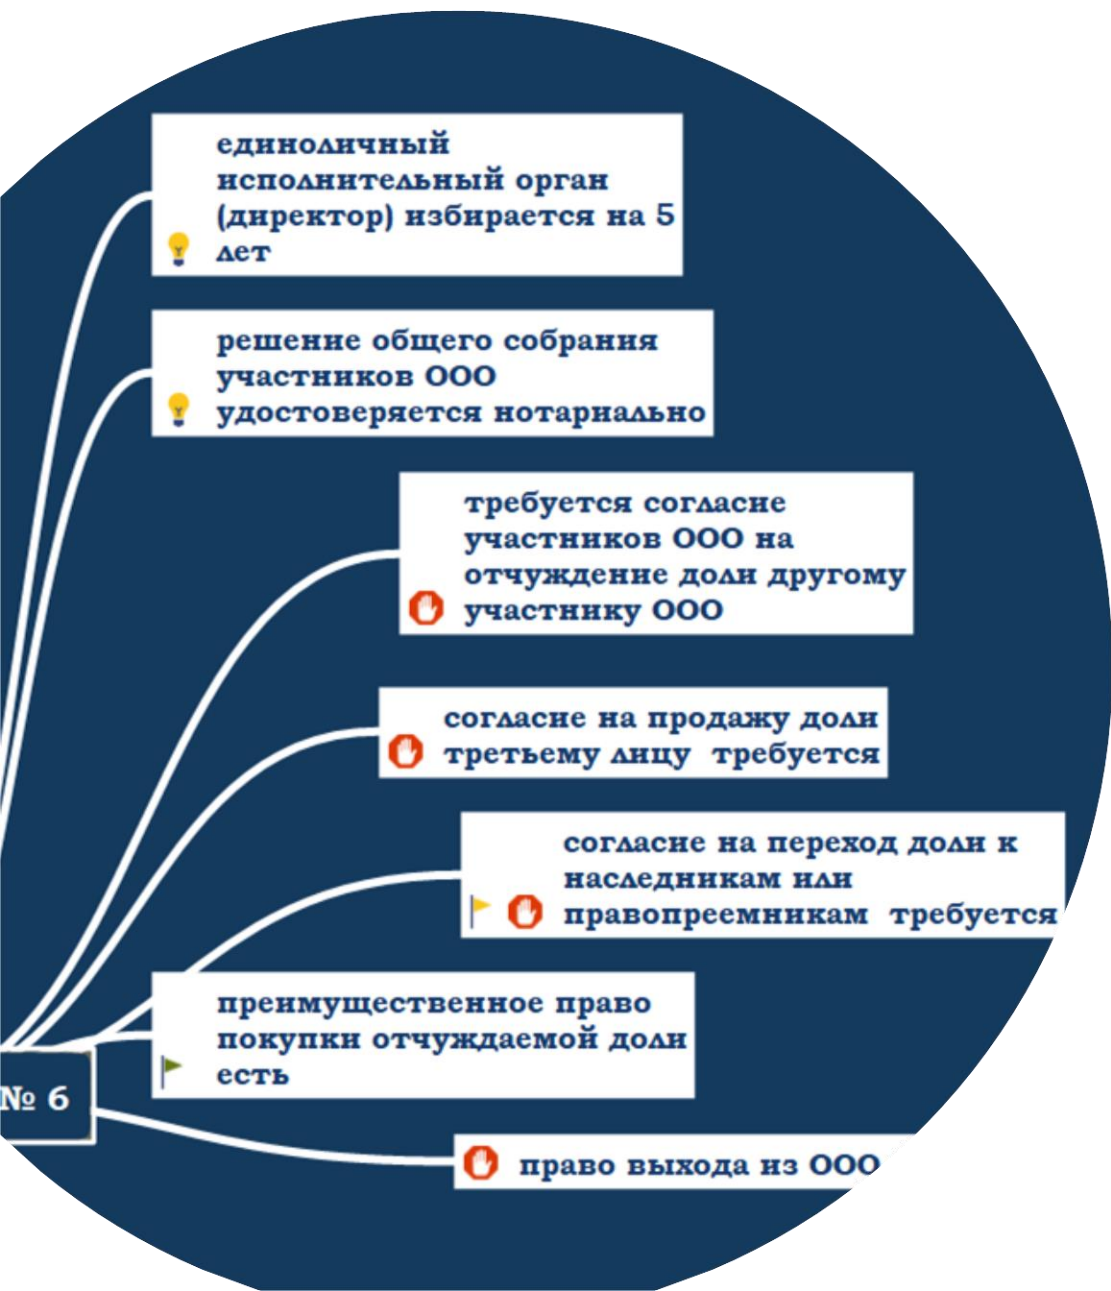 единоличный
исполнительный орган
(директор) избирается на 5
лет
решение общего собрания
участников ООО
удостоверяется нотариально
требуется согласие
участников ООО на
отчуждение доли другому
участнику ООО
согласие на продажу доли
третьему лицу требуется
согласие на переход доли к
наследникам или
правопреемникам требуется
преимущественное право
покупки отчуждаемой доли
есть
№ 6
право выхода из ООО